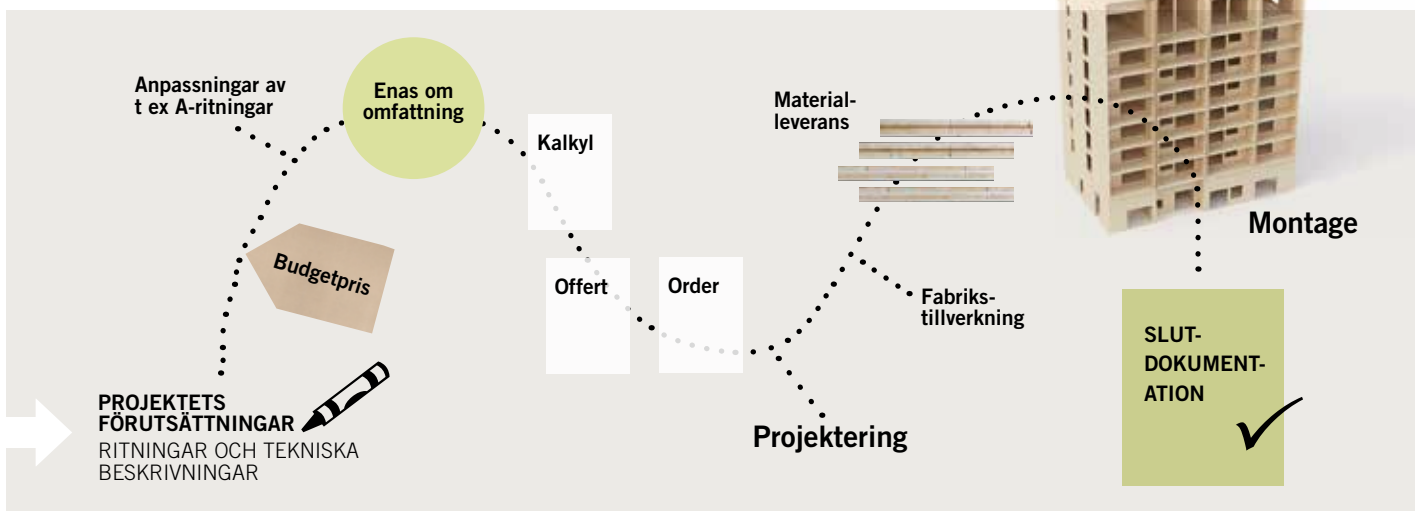 PROJEKTETS
FÖRUTSÄTTNINGAR
RITNINGAR OCH TEKNISKA
BESKRIVNINGAR
Budgetpris
Anpassningar av
t ex A-ritningar
Enas om
omfattning
Kalkyl
Offert
Order
Projektering
Fabriks-
tillverkning
Material-
leverans
Montage
SLUT-
DOKUMENT-
ATION